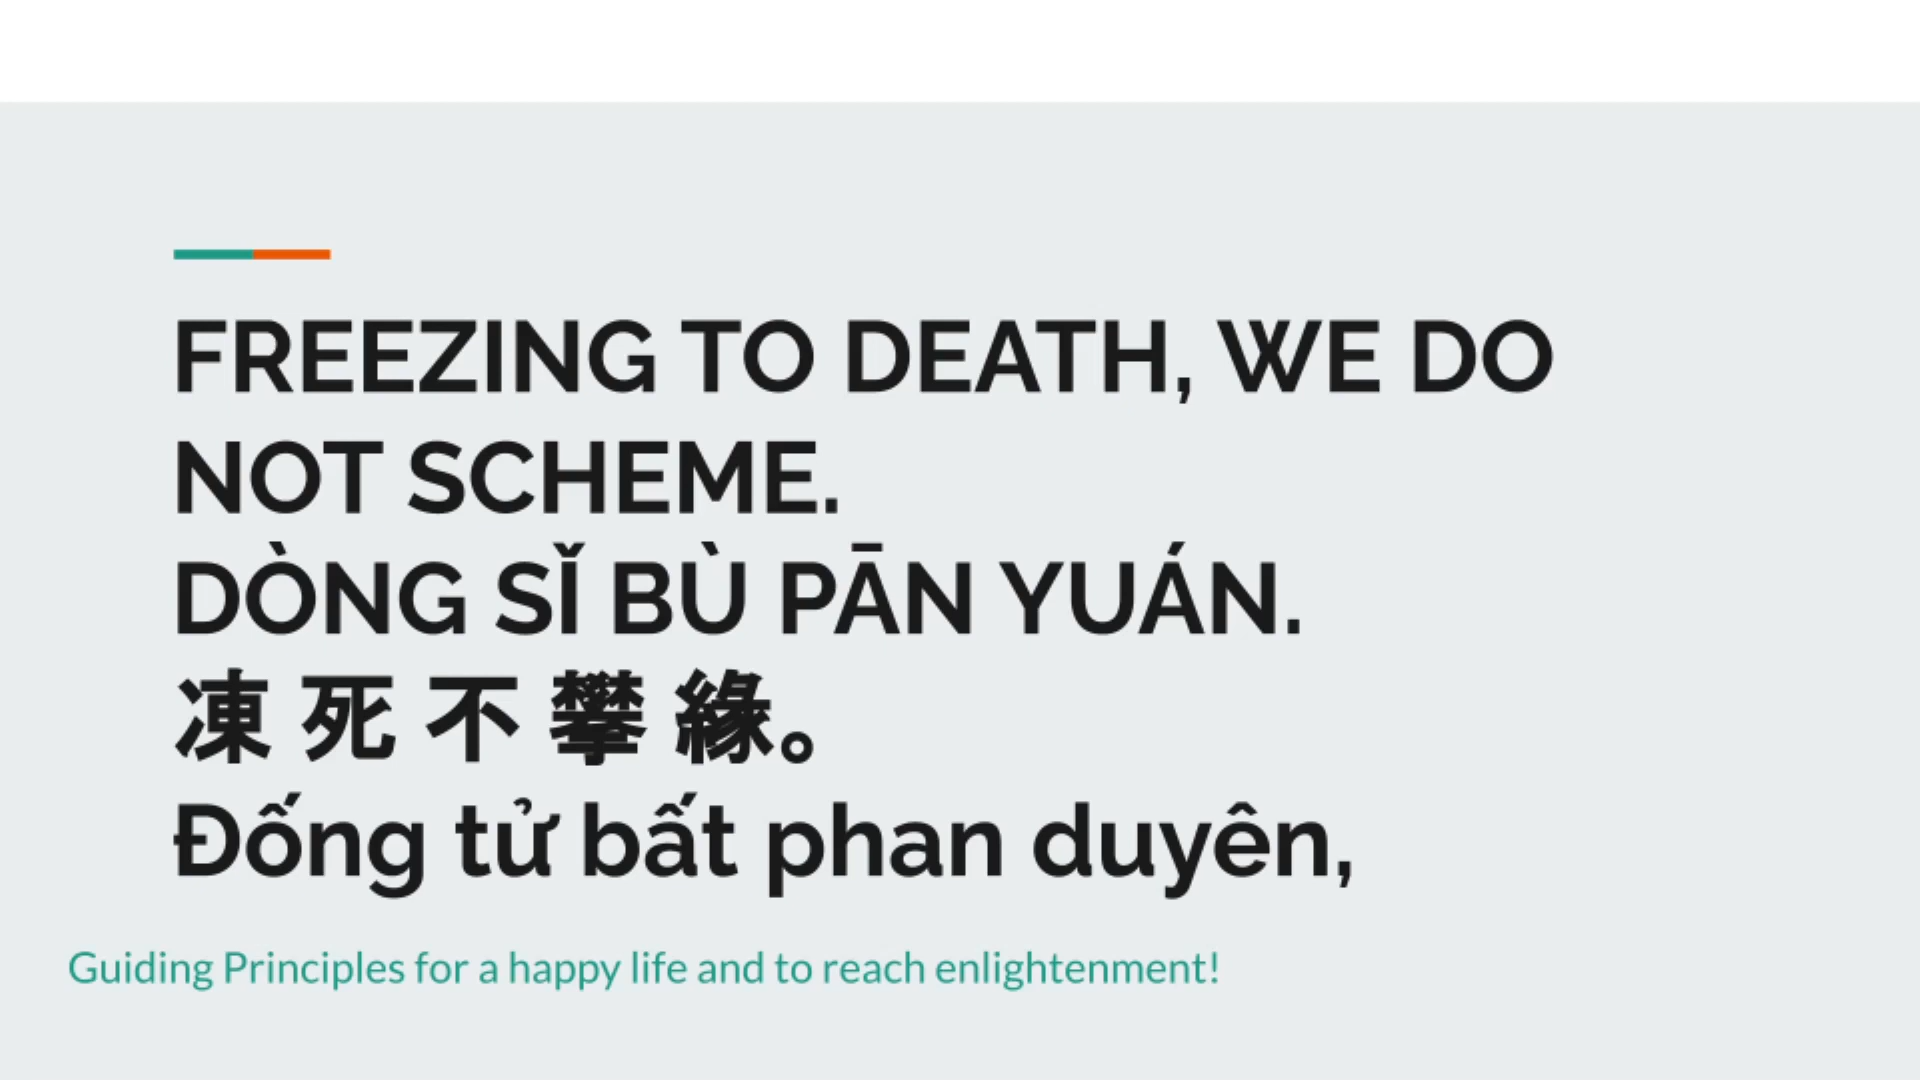 FREEZING TO DEATH, WE DO
NOT SCHEME.
DÒNG SǏ BÙ PĀN YUÁN.
凍 死 不 攀 緣。
Đống tử bất phan duyên,
Guiding Principles for a happy life and to reach enlightenment!